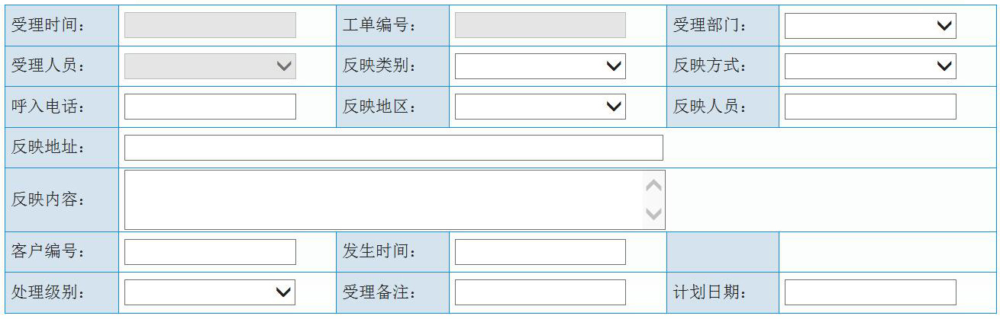 受理时间： 工单编号： 受理部门：
受理人员： 反映类别： 反映方式：
呼入电话： 反映地区： 反映人员：
反映地址：
反映内容：
客户编号： 发生时间：
处理级别： 受理备注： 计划日期：